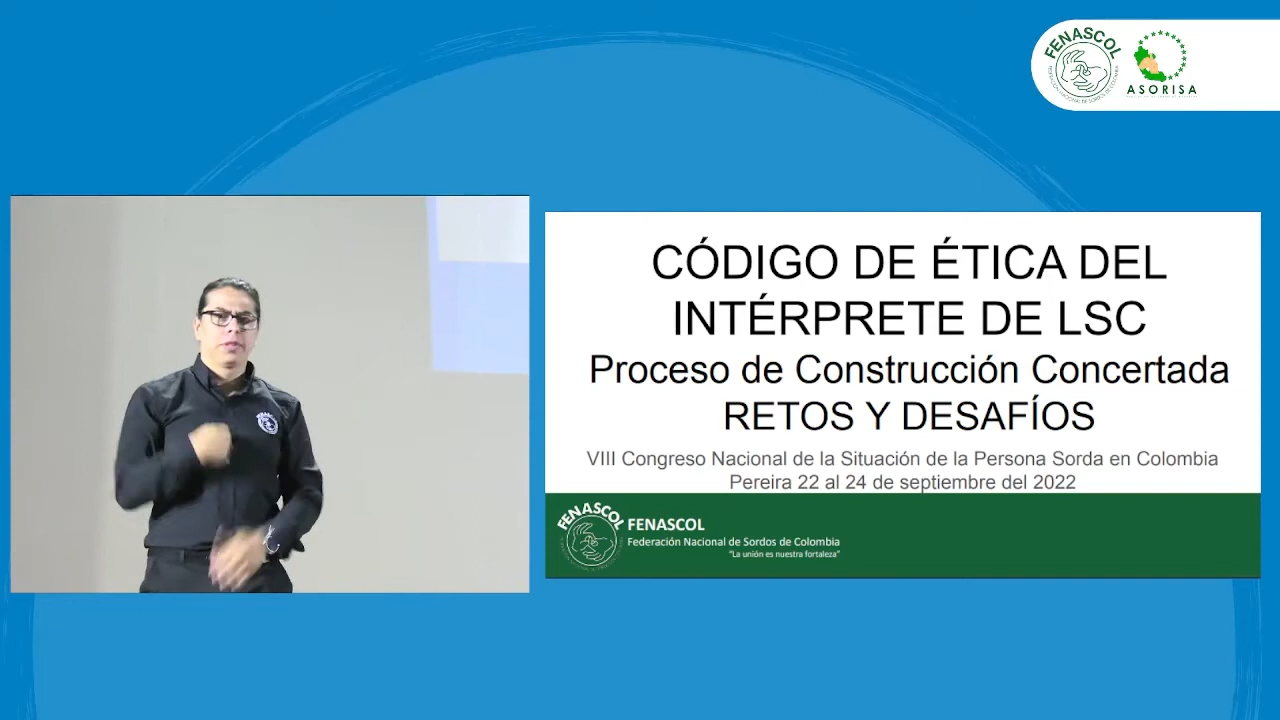 FENASCOL
ASORISA
CÓDIGO DE ÉTICA DEL
INTÉRPRETE DE LSC
Proceso de Construcción Concertada
RETOS Y DESAFÍOS
VIII Congreso Nacional de la Situación de la Persona Sorda en Colombia
Pereira 22 al 24 de septiembre del 2022
FENASCOL
FENASCOL
Federación Nacional de Sordos de Colombia
"La unión es nuestra fortaleza"